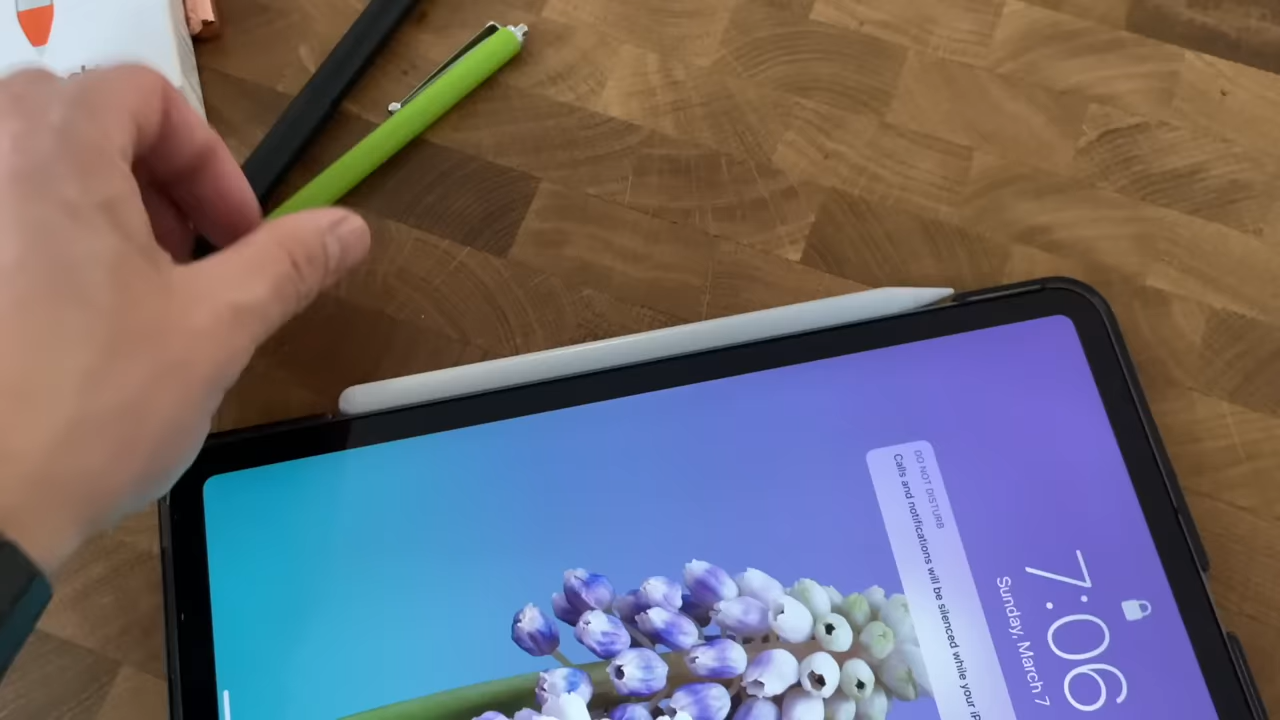 7:06
Sunday, March 7
DO NOT DISTURB
Calls and notifications will be silenced while your iP